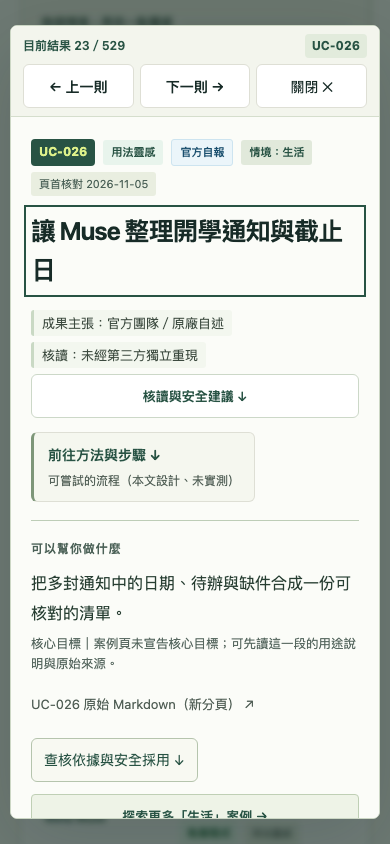 目前結果 23 / 529
UC-026
← 上一則
下一則 →
關閉 ✕
UC-026
用法靈感
官方自報
情境：生活
頁首核對 2026-11-05
讓 Muse 整理開學通知與截止
日
成果主張：官方團隊 / 原廠自述
核讀：未經第三方獨立重現
核讀與安全建議 ↓
前往方法與步驟 ↓
可嘗試的流程（本文設計、未實測）
可以幫你做什麼
把多封通知中的日期、待辦與缺件合成一份可
核對的清單。
核心目標｜案例頁未宣告核心目標；可先讀這一段的用途說
明與原始來源。
UC-026 原始 Markdown（新分頁） ↗
查核依據與安全採用 ↓
探索更多「生活」案例 →